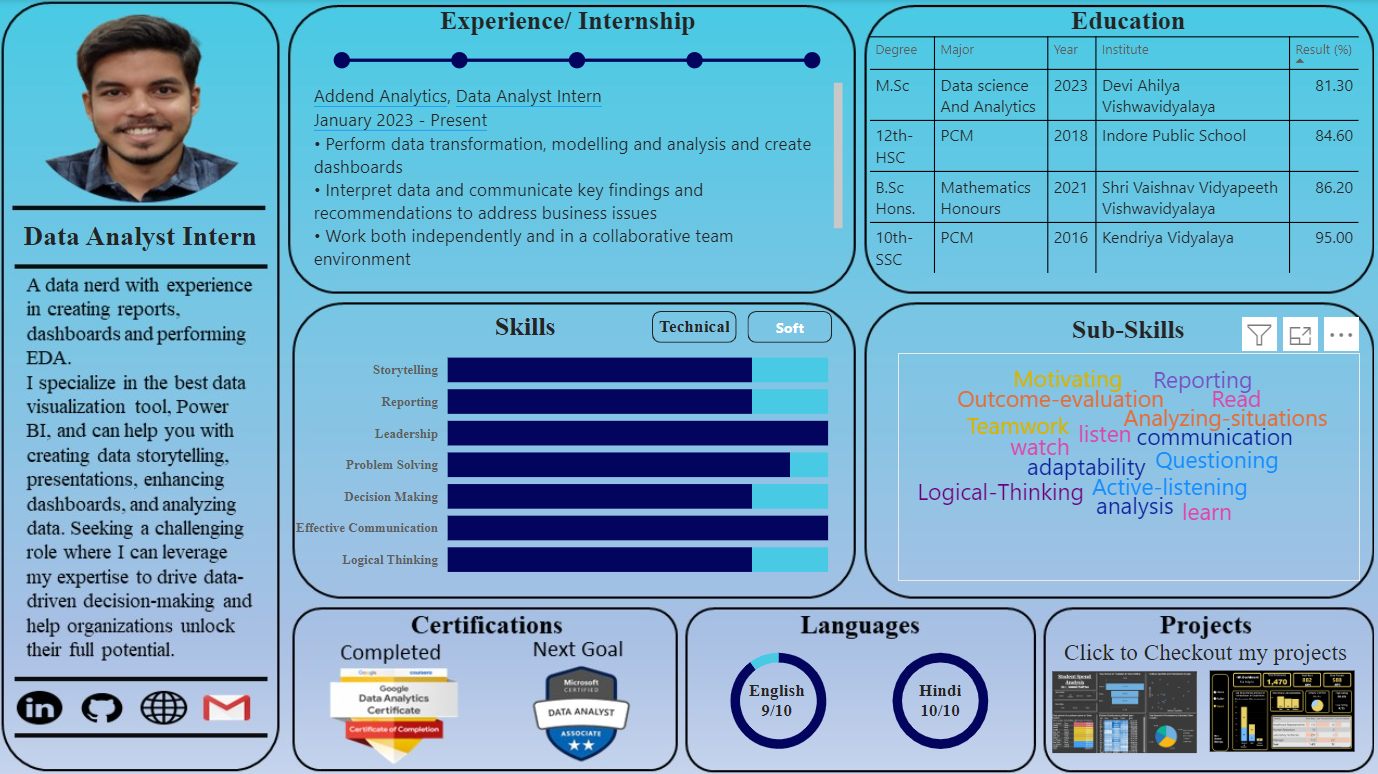 Data Analyst Intern
A data nerd with experience
in creating reports,
dashboards and performing
EDA.
I specialize in the best data
visualization tool, Power
BI, and can help you with
creating data storytelling,
presentations, enhancing
dashboards, and analyzing
data. Seeking a challenging
role where I can leverage
my expertise to drive data-
driven decision-making and
help organizations unlock
their full potential.
in
Experience/ Internship
Addend Analytics, Data Analyst Intern
January 2023 - Present
• Perform data transformation, modelling and analysis and create
dashboards
• Interpret data and communicate key findings and
recommendations to address business issues
• Work both independently and in a collaborative team
environment
Education
Degree Major Year Institute Result (%)
M.Sc Data science 2023 Devi Ahilya 81.30
And Analytics Vishwavidyalaya
12th- PCM 2018 Indore Public School 84.60
HSC
B.Sc Mathematics 2021 Shri Vaishnav Vidyapeeth 86.20
Hons. Honours Vishwavidyalaya
10th- PCM 2016 Kendriya Vidyalaya 95.00
SSC
Skills Technical Soft
Storytelling
Reporting
Leadership
Problem Solving
Decision Making
Effective Communication
Logical Thinking
Sub-Skills
Motivating Reporting
Outcome-evaluation Read
Analyzing-situations
Teamwork listen communication
watch
adaptability Questioning
Logical-Thinking Active-listening
analysis learn
Certifications
Completed Next Goal
Google coursera
Google
Data Analytics
Certificate
Certificate of Completion
Microsoft
CERTIFIED
DATA ANALYST
ASSOCIATE
Languages
English
9/10
Hindi
10/10
Projects
Click to Checkout my projects
Student Spend
Analysis
1,470